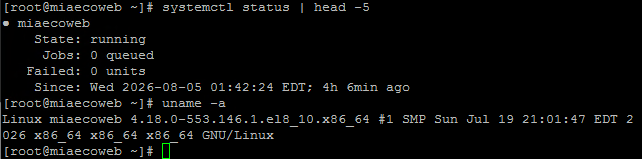 [root@miaecoweb ~]# systemctl status | head -5
● miaecoweb
    State: running
     Jobs: 0 queued
   Failed: 0 units
    Since: Wed 2026-08-05 01:42:24 EDT; 4h 6min ago
[root@miaecoweb ~]# uname -a
Linux miaecoweb 4.18.0-553.146.1.el8_10.x86_64 #1 SMP Sun Jul 19 21:01:47 EDT 2
026 x86_64 x86_64 x86_64 GNU/Linux
[root@miaecoweb ~]#